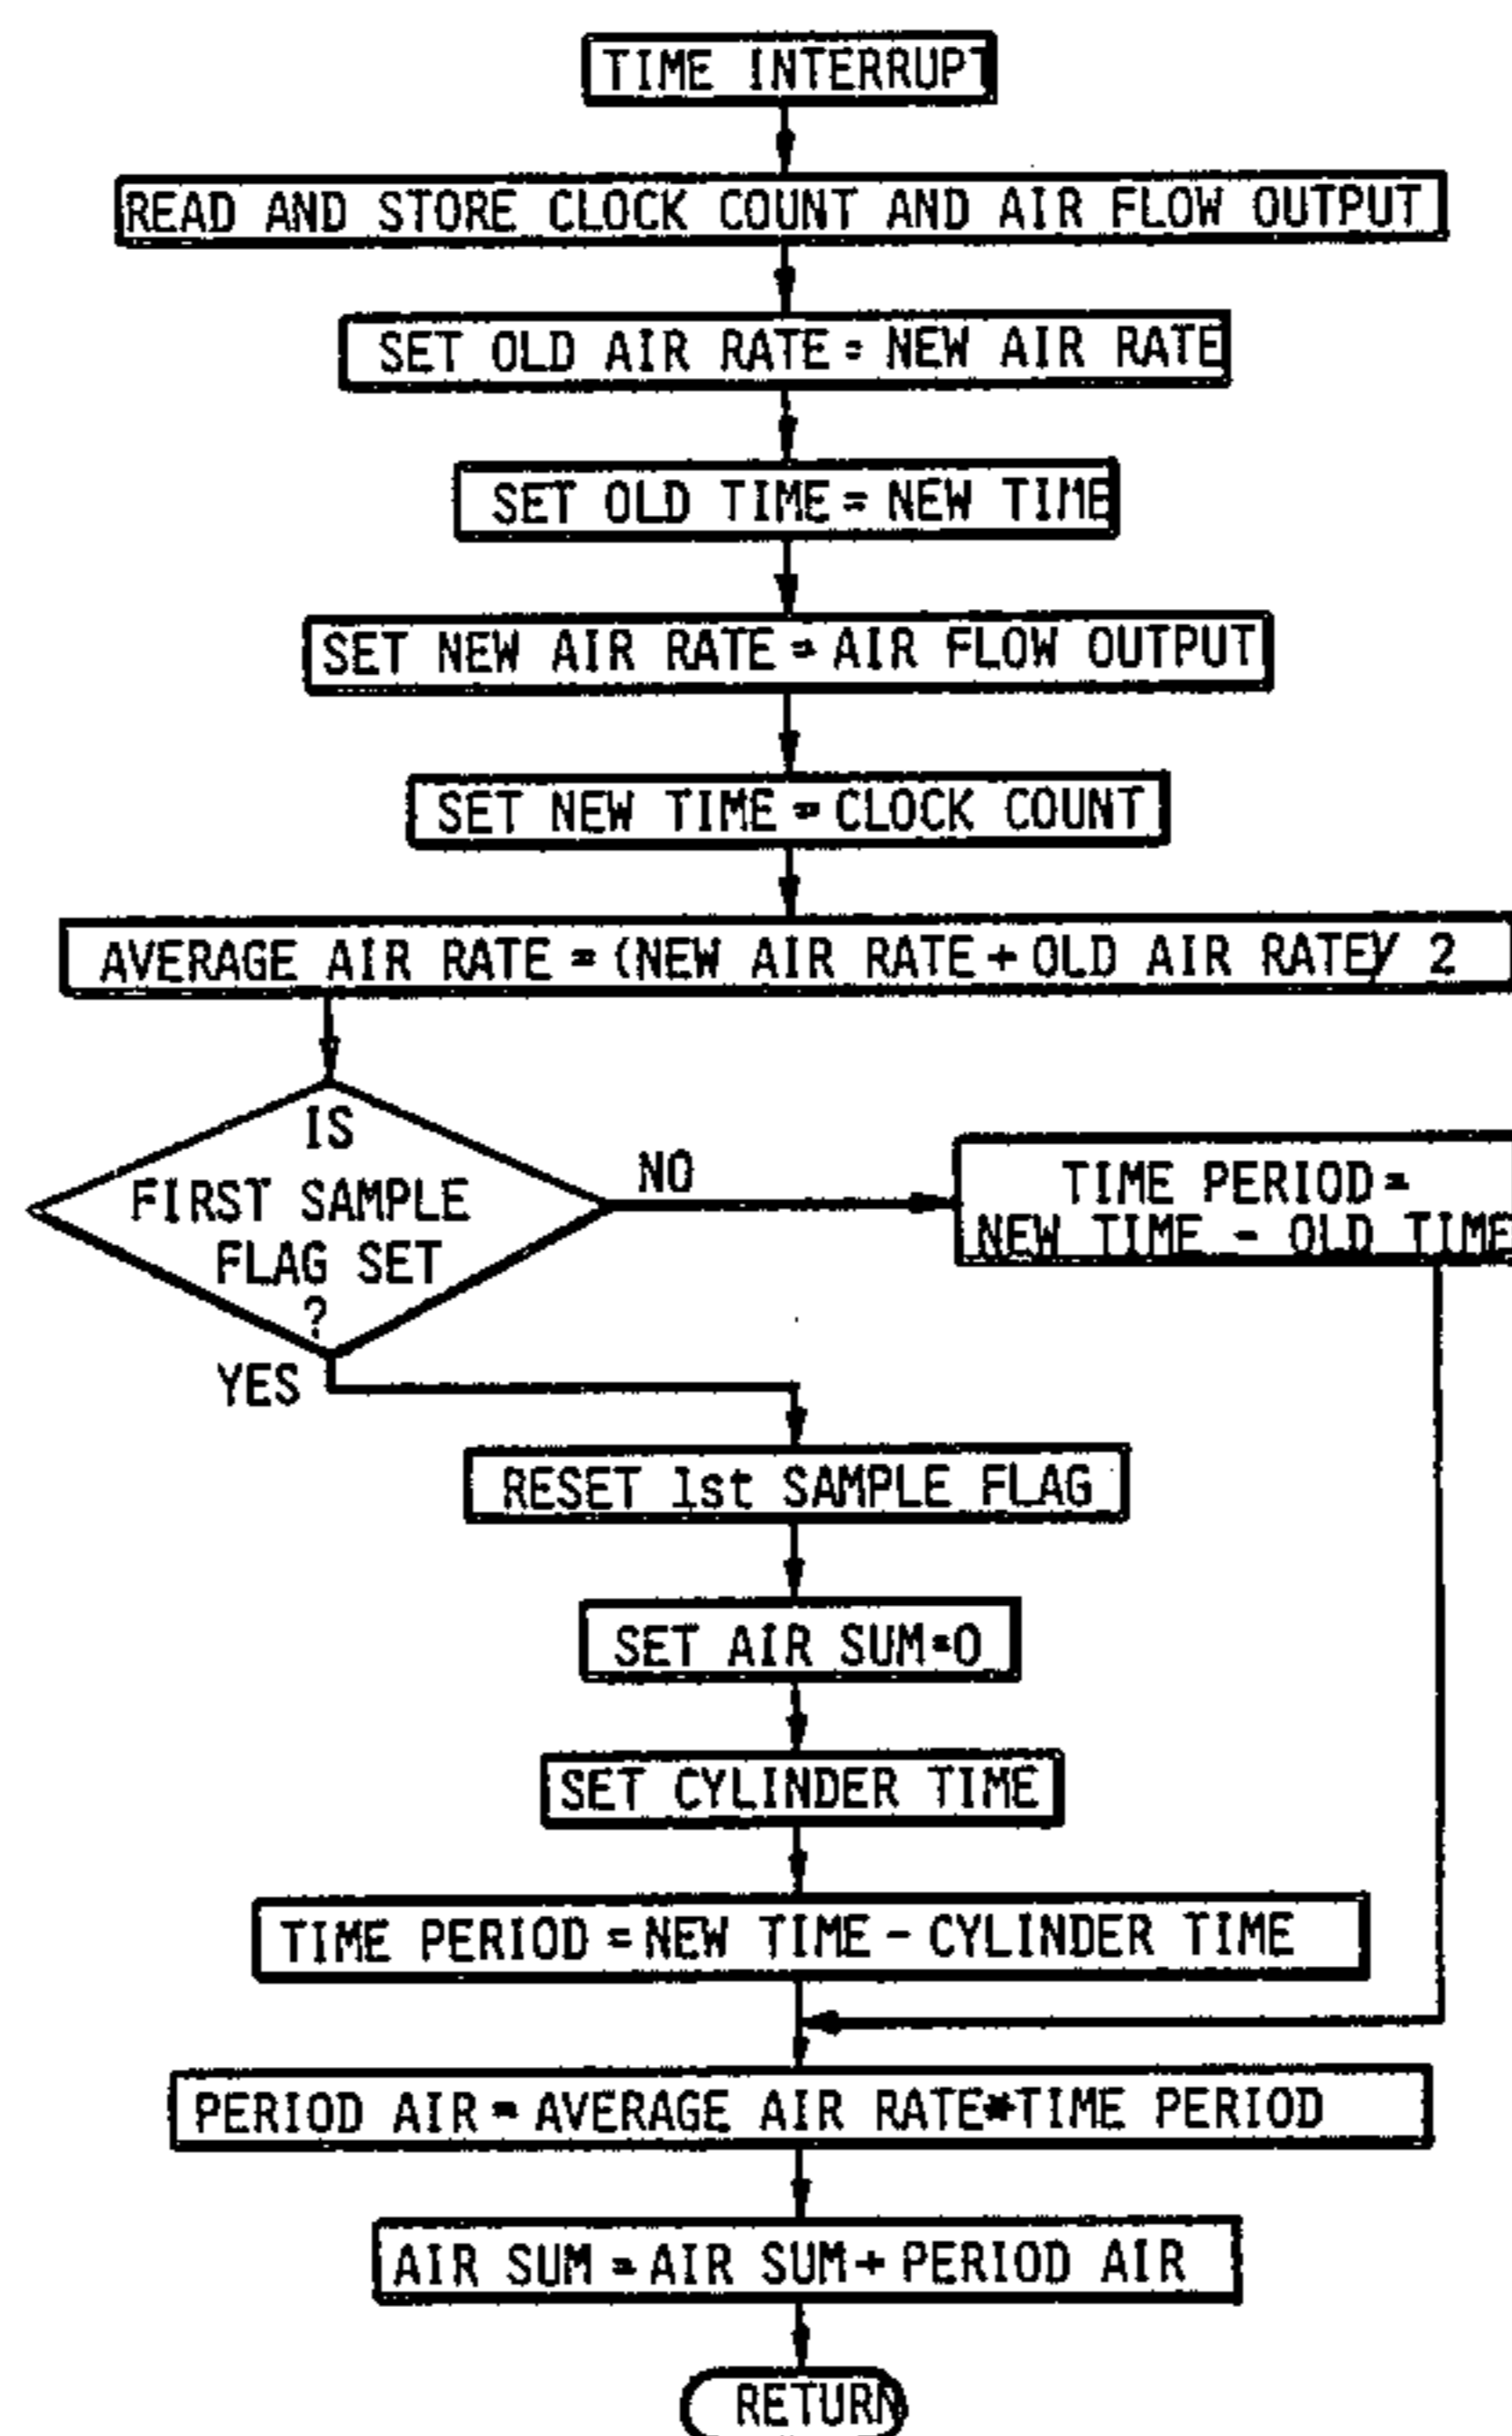 TIME INTERRUPT
READ AND STORE CLOCK COUNT AND AIR FLOW OUTPUT
SET OLD AIR RATE = NEW AIR RATE
SET OLD TIME = NEW TIME
SET NEW AIR RATE = AIR FLOW OUTPUT
SET NEW TIME = CLOCK COUNT
AVERAGE AIR RATE = (NEW AIR RATE + OLD AIR RATE)/ 2
IS
FIRST SAMPLE
FLAG SET
?
NO
TIME PERIOD =
NEW TIME - OLD TIME
YES
RESET 1st SAMPLE FLAG
SET AIR SUM=0
SET CYLINDER TIME
TIME PERIOD = NEW TIME - CYLINDER TIME
PERIOD AIR = AVERAGE AIR RATE*TIME PERIOD
AIR SUM = AIR SUM + PERIOD AIR
RETURN